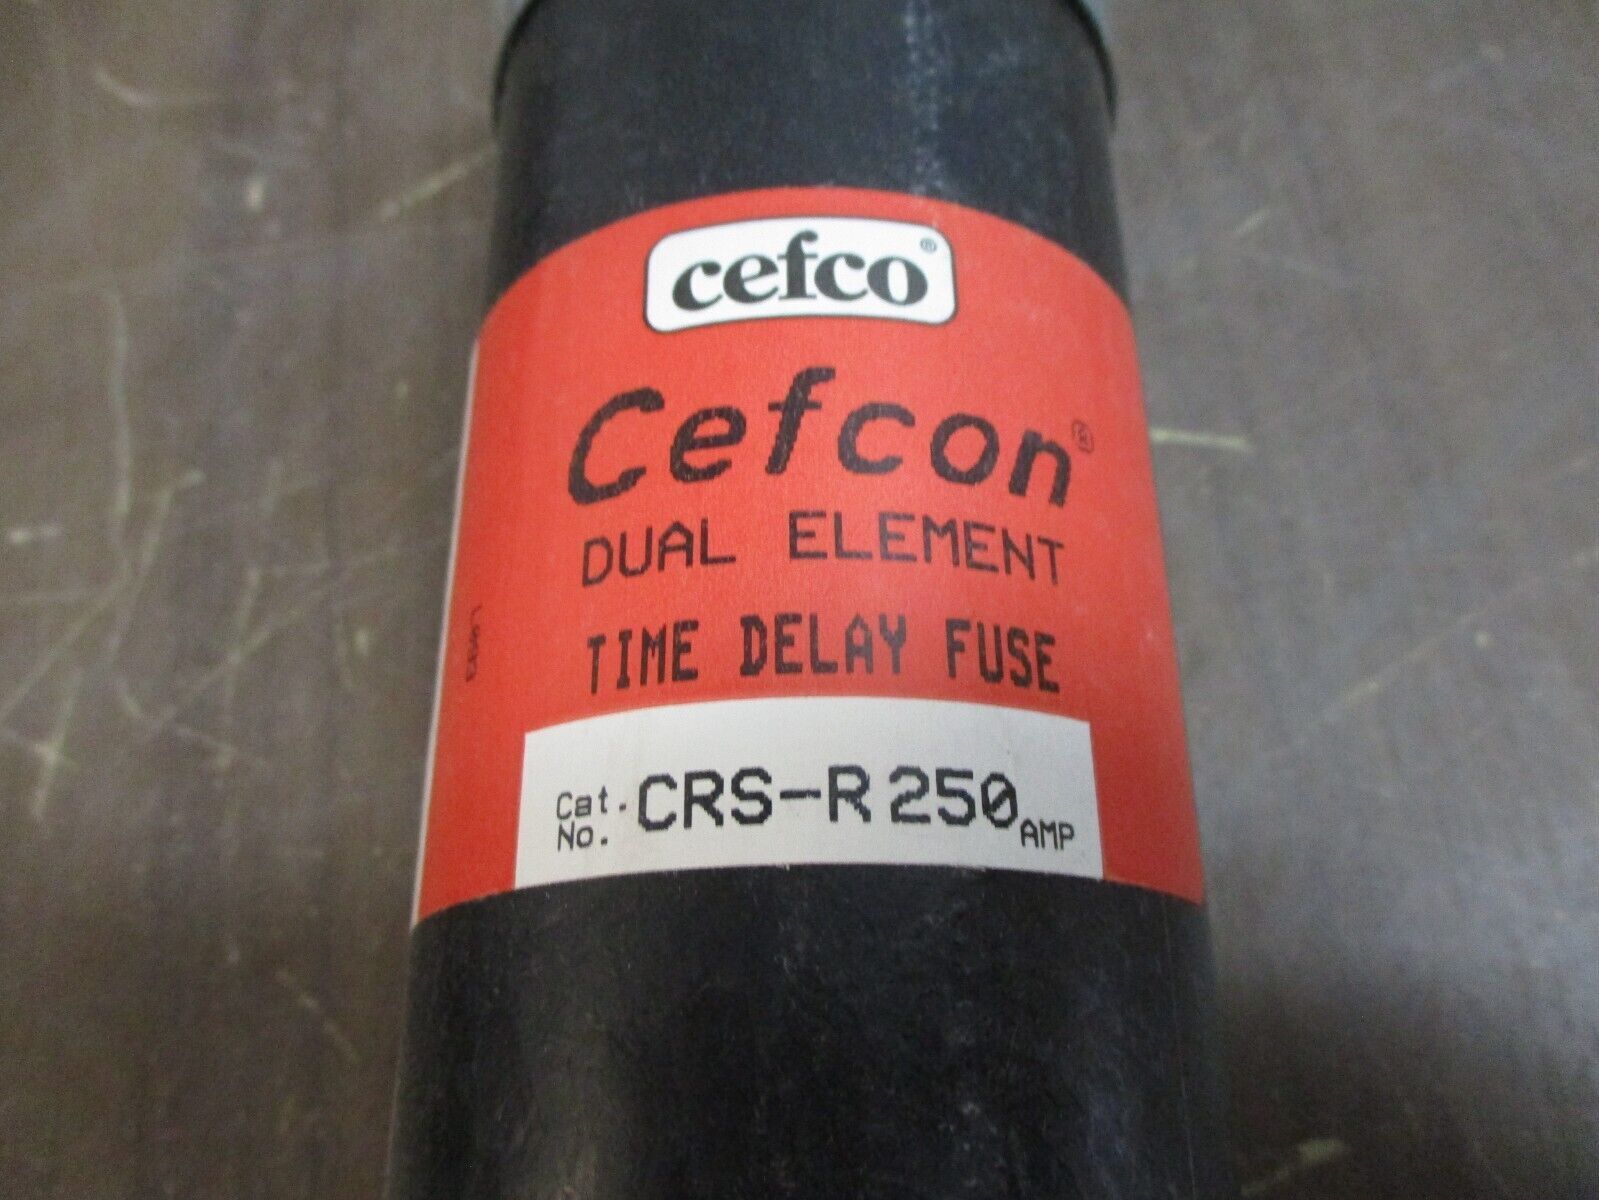 cefco®
Cefcon®
DUAL ELEMENT
TIME DELAY FUSE
Cat. No. CRS-R 250 AMP